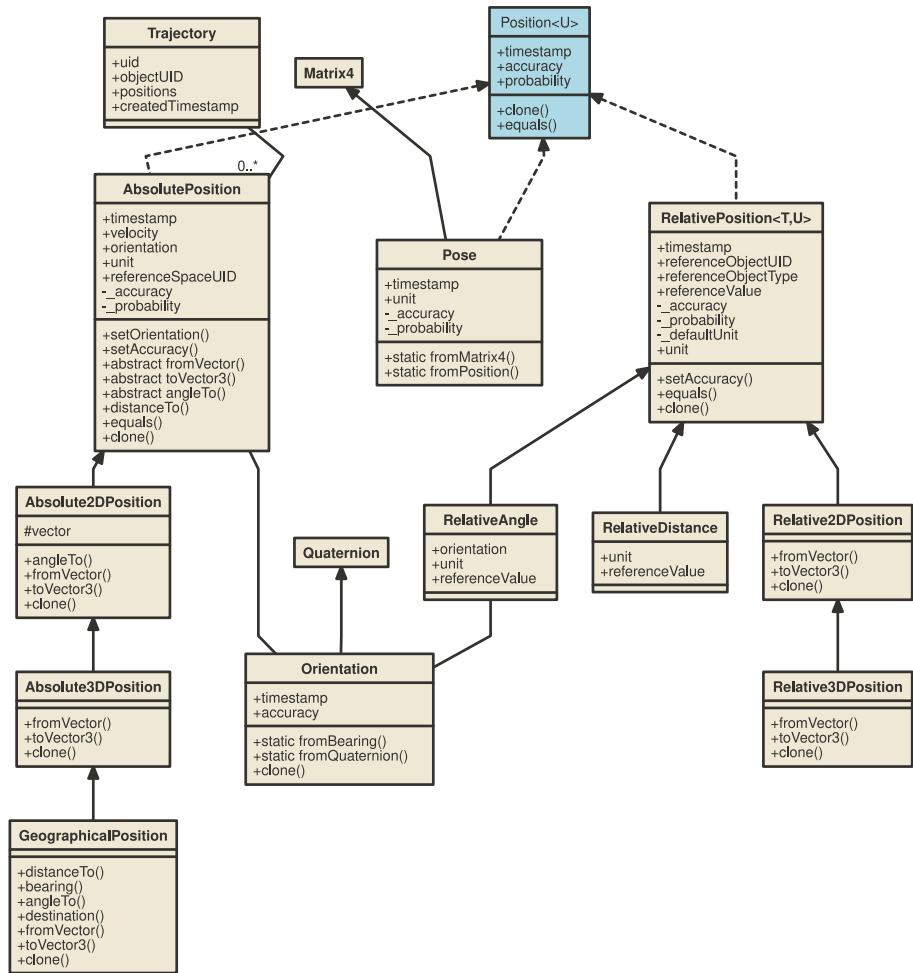 Trajectory
+uid
+objectUID
+positions
+createdTimestamp
Matrix4
Position<U>
+timestamp
+accuracy
+probability
+clone()
+equals()
0..*
AbsolutePosition
+timestamp
+velocity
+orientation
+unit
+referenceSpaceUID
-_accuracy
-_probability
+setOrientation()
+setAccuracy()
+abstract fromVector()
+abstract toVector3()
+abstract angleTo()
+distanceTo()
+equals()
+clone()
Pose
+timestamp
+unit
-_accuracy
-_probability
+static fromMatrix4()
+static fromPosition()
RelativePosition<T,U>
+timestamp
+referenceObjectUID
+referenceObjectType
+referenceValue
-_accuracy
-_probability
-_defaultUnit
+unit
+setAccuracy()
+equals()
+clone()
Absolute2DPosition
#vector
+angleTo()
+fromVector()
+toVector3()
+clone()
Quaternion
RelativeAngle
+orientation
+unit
+referenceValue
RelativeDistance
+unit
+referenceValue
Relative2DPosition
+fromVector()
+toVector3()
+clone()
Absolute3DPosition
+fromVector()
+toVector3()
+clone()
Orientation
+timestamp
+accuracy
+static fromBearing()
+static fromQuaternion()
+clone()
Relative3DPosition
+fromVector()
+toVector3()
+clone()
GeographicalPosition
+distanceTo()
+bearing()
+angleTo()
+destination()
+fromVector()
+toVector3()
+clone()